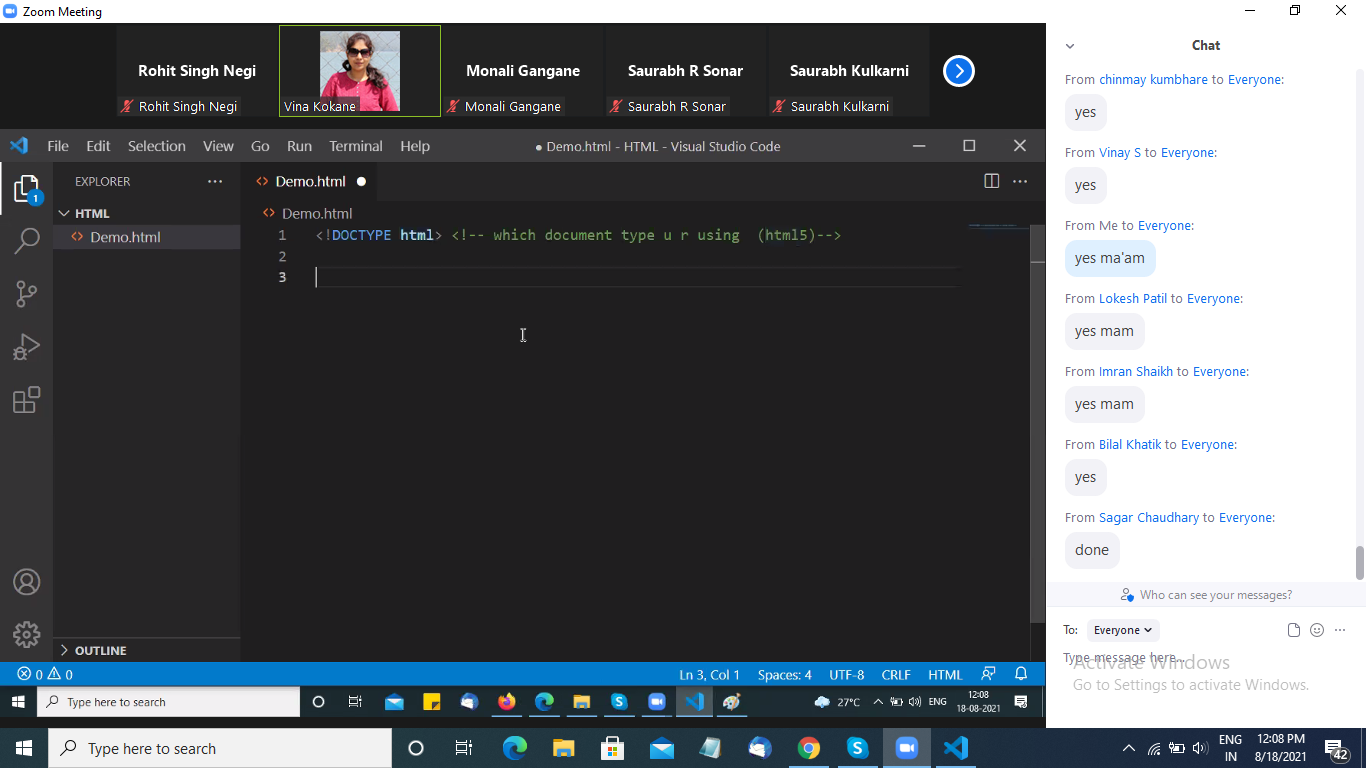 Zoom Meeting
Rohit Singh Negi
Rohit Singh Negi
Vina Kokane
Monali Gangane
Monali Gangane
Saurabh R Sonar
Saurabh R Sonar
Saurabh Kulkarni
Saurabh Kulkarni
File Edit Selection View Go Run Terminal Help
● Demo.html - HTML - Visual Studio Code
1
EXPLORER ...
HTML
<> Demo.html
OUTLINE
<> Demo.html ●
<> Demo.html
1 <!DOCTYPE html> <!-- which document type u r using  (html5)-->
2
3
0 0
Ln 3, Col 1 Spaces: 4 UTF-8 CRLF HTML
Type here to search
27°C ENG
12:08
18-08-2021
Chat
From chinmay kumbhare to Everyone:
yes
From Vinay S to Everyone:
yes
From Me to Everyone:
yes ma'am
From Lokesh Patil to Everyone:
yes mam
From Imran Shaikh to Everyone:
yes mam
From Bilal Khatik to Everyone:
yes
From Sagar Chaudhary to Everyone:
done
Who can see your messages?
To: Everyone
Type message here...
Activate Windows
Go to Settings to activate Windows.
Type here to search
ENG
IN
12:08 PM
8/18/2021
42